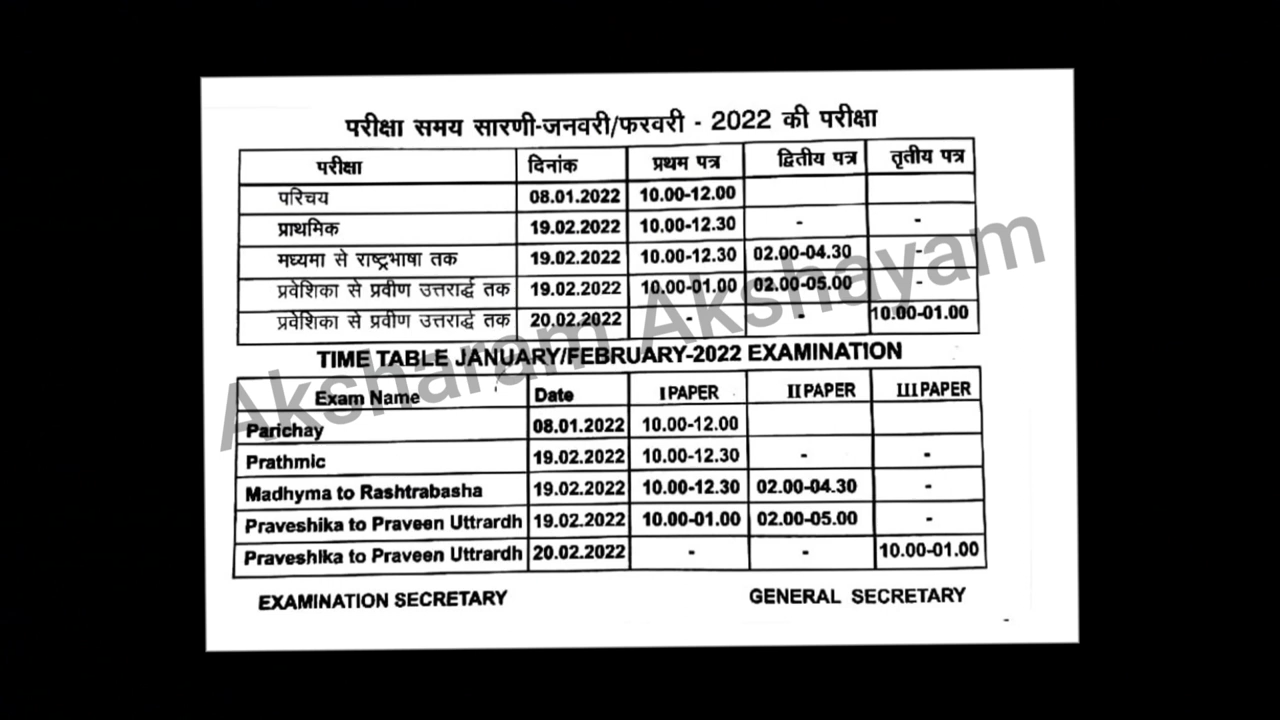 परीक्षा समय सारणी-जनवरी/फरवरी - 2022 की परीक्षा
परीक्षा दिनांक प्रथम पत्र द्वितीय पत्र तृतीय पत्र
परिचय 08.01.2022 10.00-12.00
प्राथमिक 19.02.2022 10.00-12.30 - -
मध्यमा से राष्ट्रभाषा तक 19.02.2022 10.00-12.30 02.00-04.30 -
प्रवेशिका से प्रवीण उत्तरार्द्ध तक 19.02.2022 10.00-01.00 02.00-05.00 -
प्रवेशिका से प्रवीण उत्तरार्द्ध तक 20.02.2022 - - 10.00-01.00
TIME TABLE JANUARY/FEBRUARY-2022 EXAMINATION
Exam Name Date I PAPER II PAPER III PAPER
Parichay 08.01.2022 10.00-12.00
Prathmic 19.02.2022 10.00-12.30 - -
Madhyma to Rashtrabasha 19.02.2022 10.00-12.30 02.00-04.30 -
Praveshika to Praveen Uttrardh 19.02.2022 10.00-01.00 02.00-05.00 -
Praveshika to Praveen Uttrardh 20.02.2022 - - 10.00-01.00
EXAMINATION SECRETARY GENERAL SECRETARY
Aksharam Akshayam